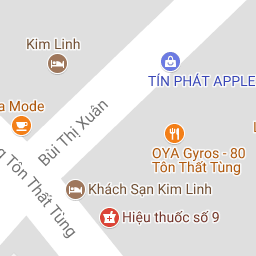 Kim Linh
TÍN PHÁT APPLE
a Mode
Bùi Thị Xuân
OYA Gyros - 80
Tôn Thất Tùng
g Tôn Thất Tùng
Khách Sạn Kim Linh
Hiệu thuốc số 9